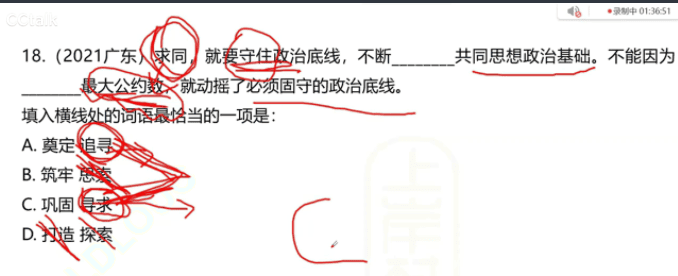 CCtalk
录制中 01:36:51
18.（2021广东）求同，就要守住政治底线，不断________共同思想政治基础。不能因为
________最大公约数，就动摇了必须固守的政治底线。
填入横线处的词语最恰当的一项是：
A. 奠定 追寻
B. 筑牢 思索
C. 巩固 寻求
D. 打造 探索